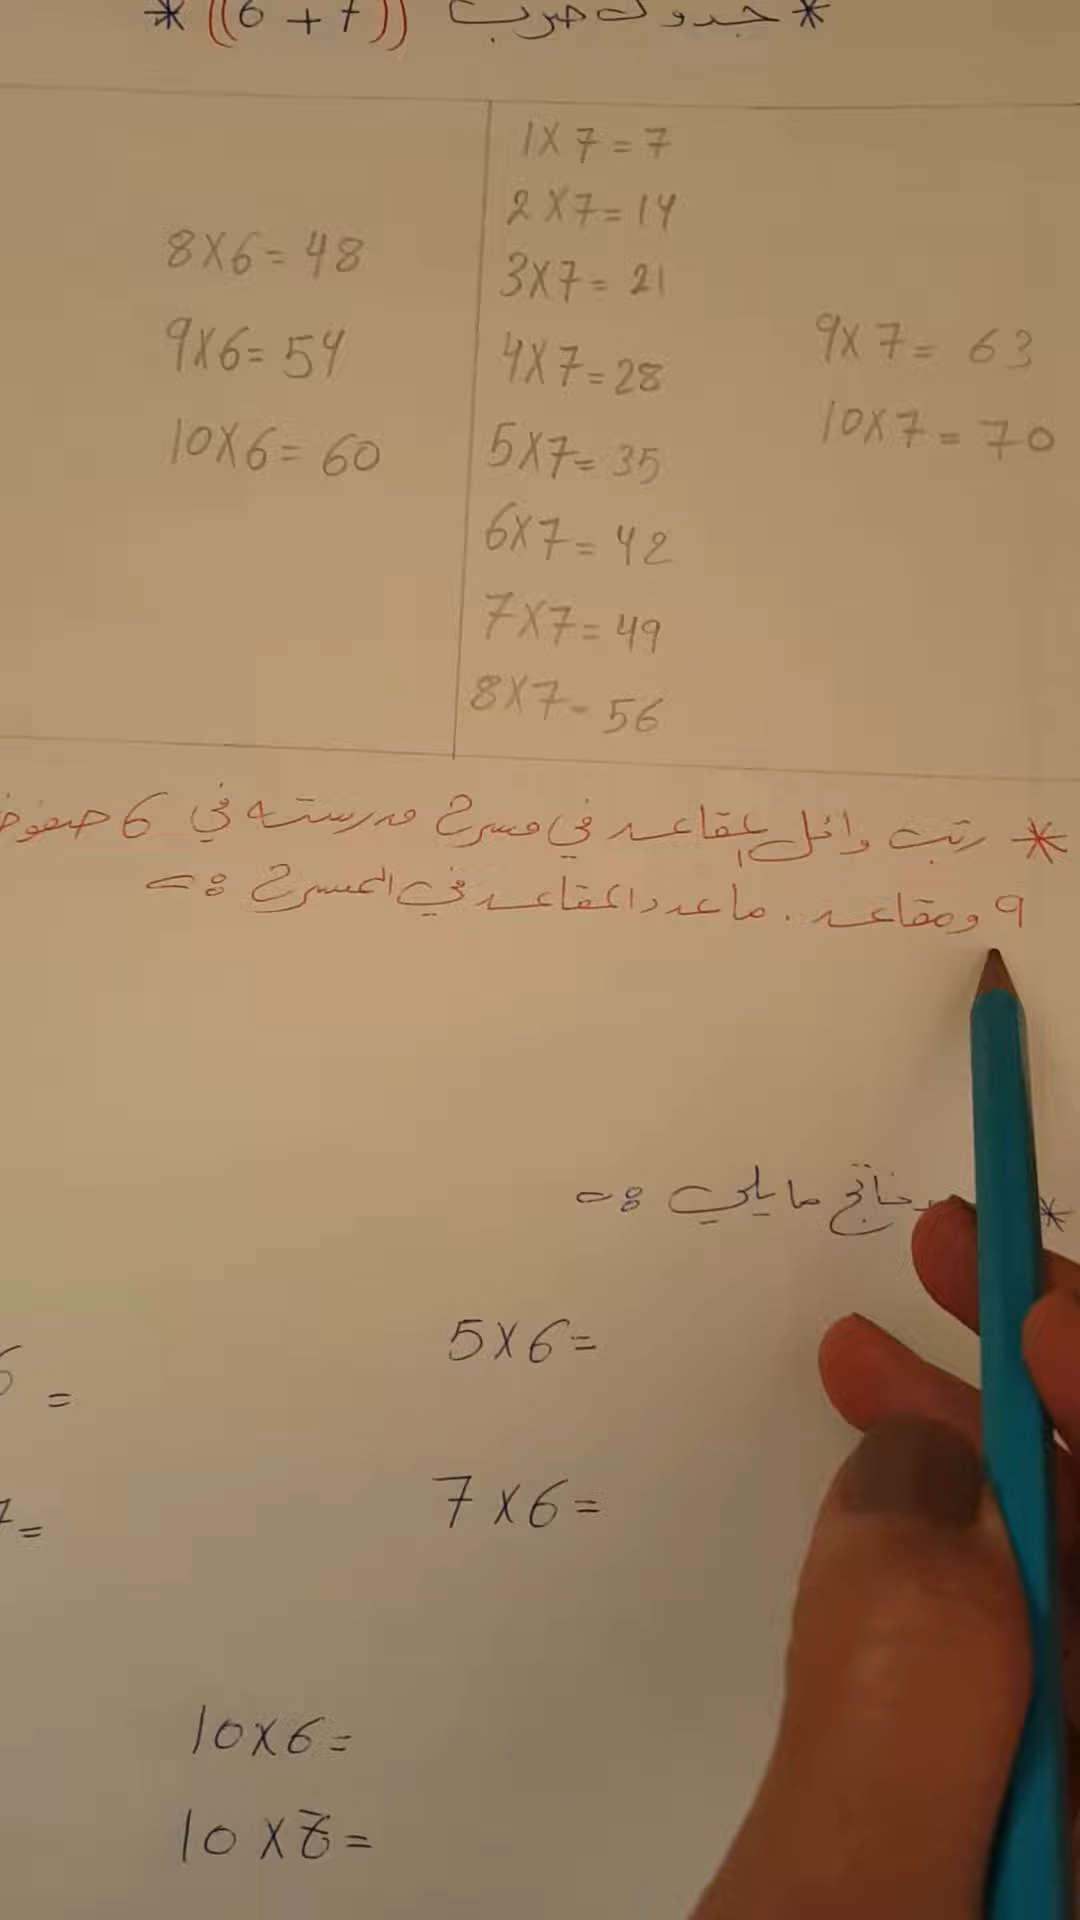 * جدول ضرب ((6 + 7)) *
8X6=48
9X6=54
10X6=60
1X7=7
2X7=14
3X7=21
4X7=28
5X7=35
6X7=42
7X7=49
8X7=56
9X7=63
10X7=70
* رتب وائل المقاعد في مسرح مدرسته في 6 صفوف
9 ومقاعد . ما عدد المقاعد في المسرح :-
ناتج ما يلي :-
*
5X6=
=
7X6=
=
10X6=
10X
=